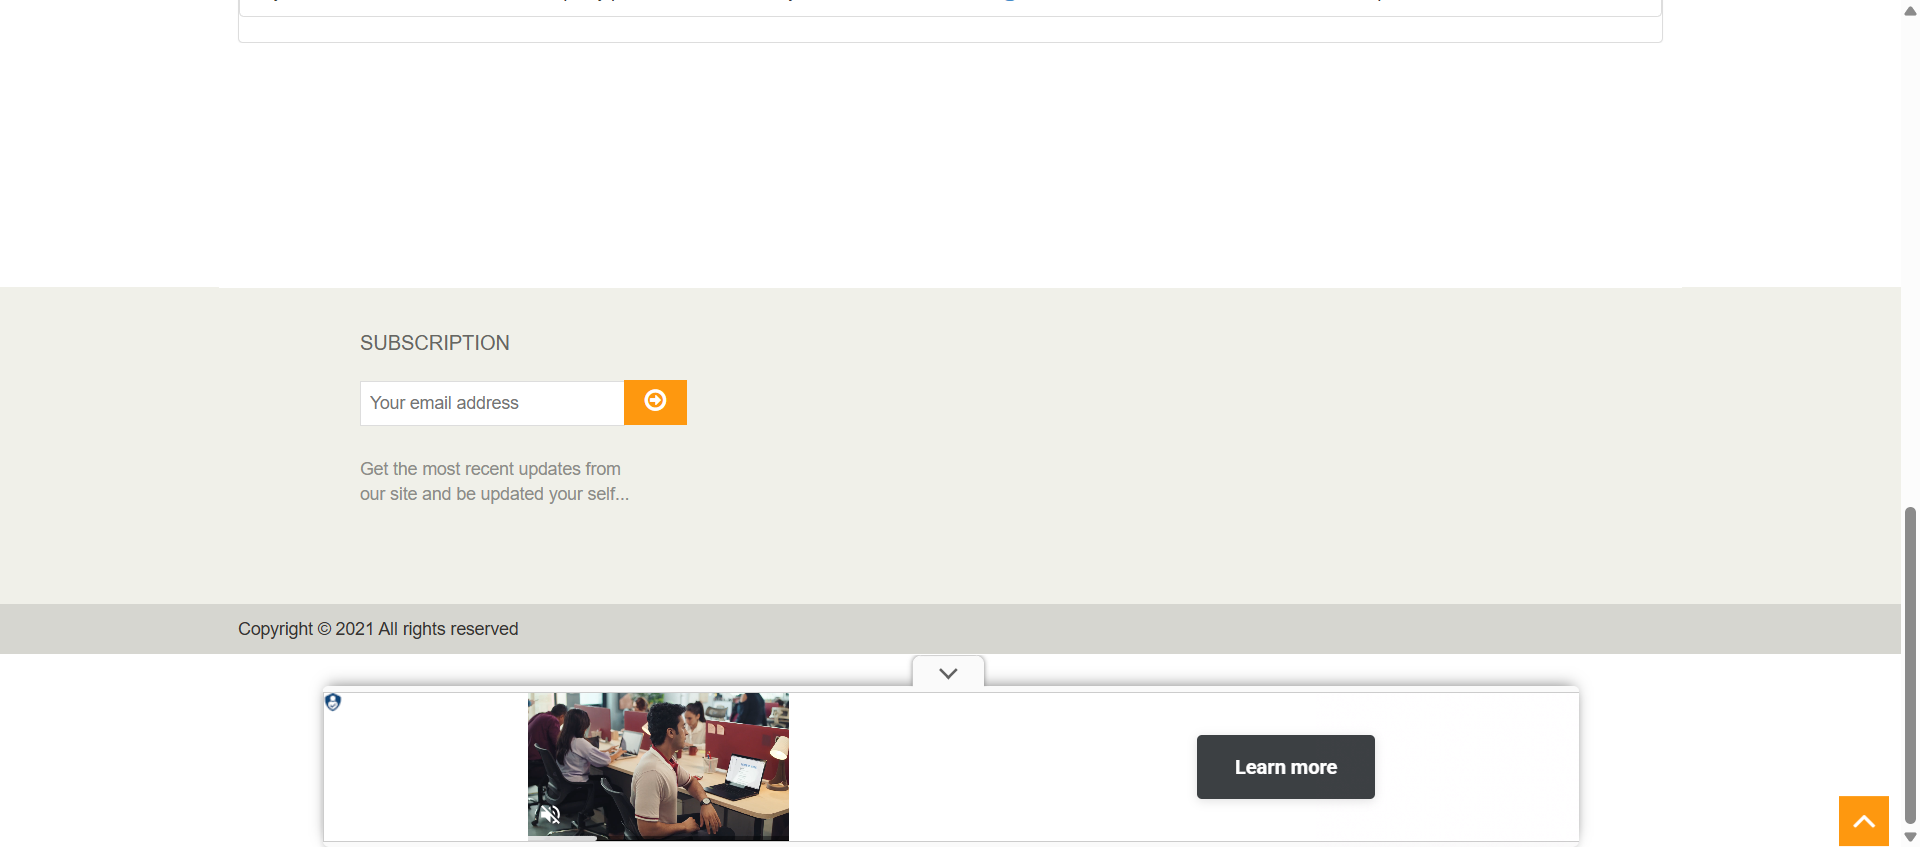 SUBSCRIPTION
Your email address
Get the most recent updates from
our site and be updated your self...
Copyright © 2021 All rights reserved
Learn more